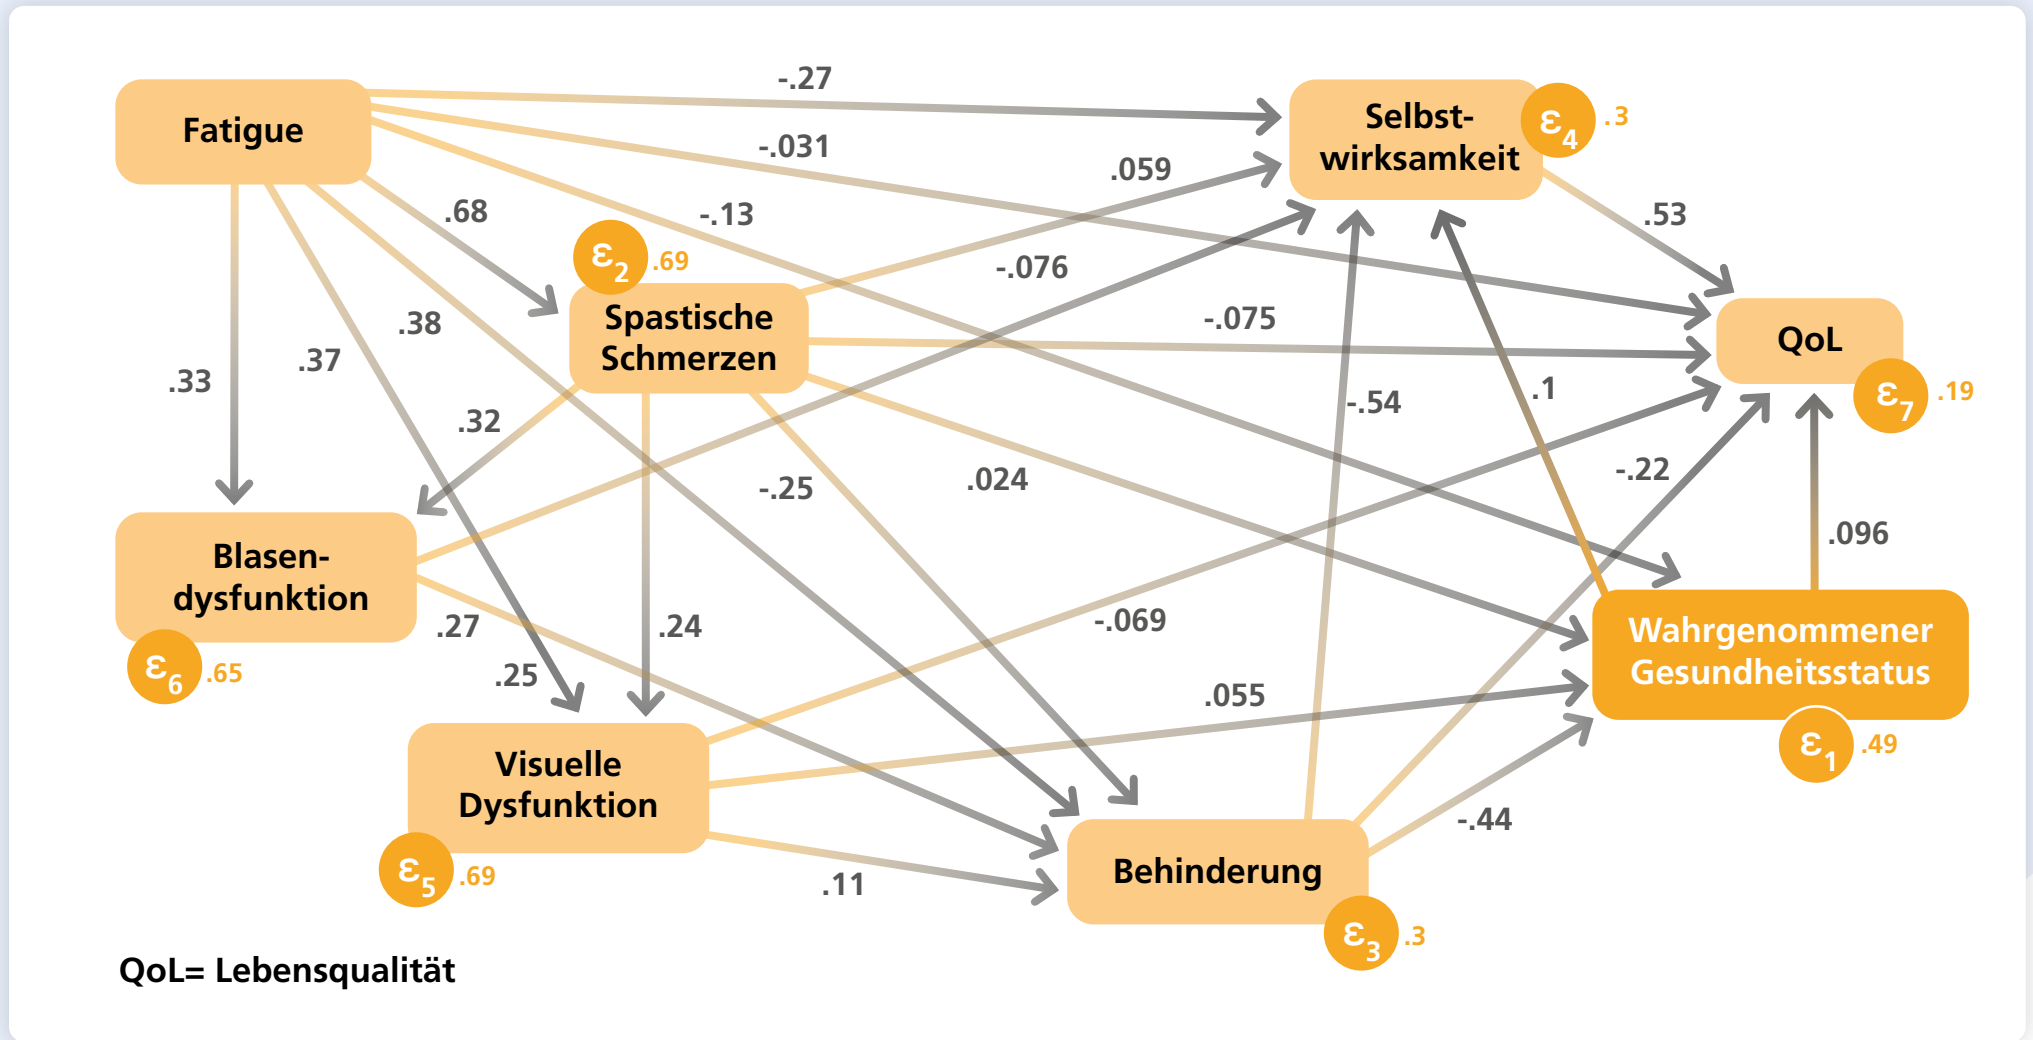 -.27
Fatigue
Selbst-
wirksamkeit
ε4
.3
-.031
.059
.68
-.13
.53
ε2
.69
-.076
Spastische
Schmerzen
.38
-.075
QoL
.37
.33
.32
-.54
.1
ε7
.19
-.25
.024
-.22
.096
Blasen-
dysfunktion
.27
.24
-.069
Wahrgenommener
Gesundheitsstatus
ε6
.65
.25
.055
ε1
.49
Visuelle
Dysfunktion
-.44
ε5
.69
.11
Behinderung
ε3
.3
QoL= Lebensqualität